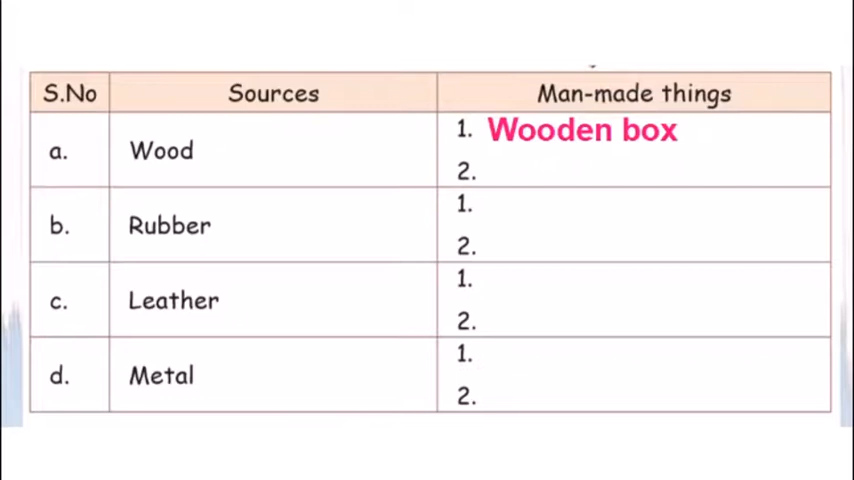 S.No Sources Man-made things
a. Wood 1. Wooden box
2.
b. Rubber 1.
2.
c. Leather 1.
2.
d. Metal 1.
2.